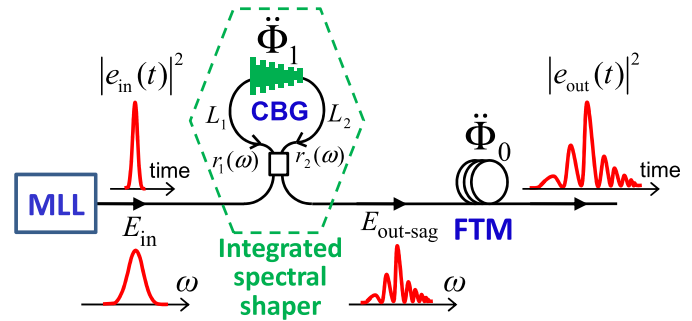 |e_in(t)|²
Φ̈₁
|e_out(t)|²
CBG
L₁
L₂
r₁(ω)
r₂(ω)
time
Φ̈₀
time
MLL
E_in
Integrated
spectral
shaper
E_out-sag
FTM
ω
ω